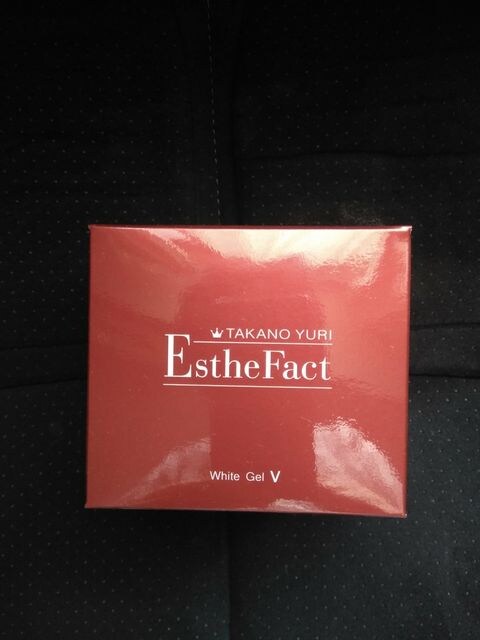 TAKANO YURI
EstheFact
White Gel V